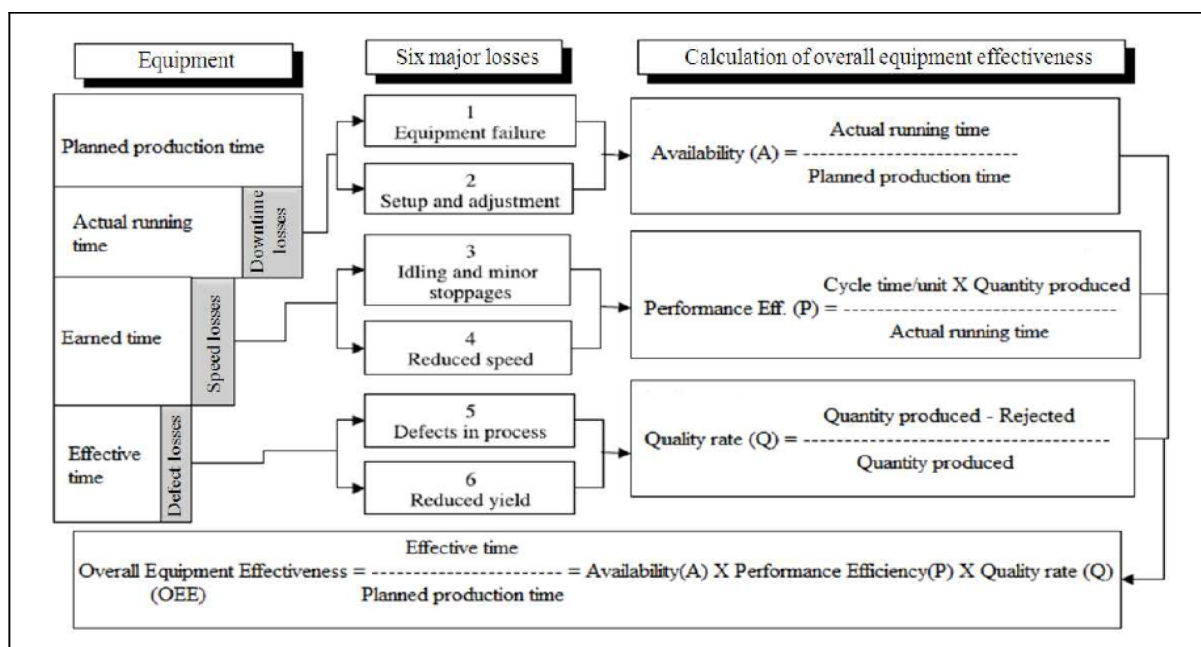 Equipment
Six major losses
Calculation of overall equipment effectiveness
Planned production time
Actual running
time
Downtime
losses
Earned time
Speed losses
Effective
time
Defect losses
1
Equipment failure
2
Setup and adjustment
3
Idling and minor
stoppages
4
Reduced speed
5
Defects in process
6
Reduced yield
Actual running time
Availability (A) = --------------------------
Planned production time
Cycle time/unit X Quantity produced
Performance Eff. (P) = --------------------------------
Actual running time
Quantity produced - Rejected
Quality rate (Q) = ------------------------------------
Quantity produced
Effective time
Overall Equipment Effectiveness = ----------------------- = Availability(A) X Performance Efficiency(P) X Quality rate (Q)
(OEE)
Planned production time